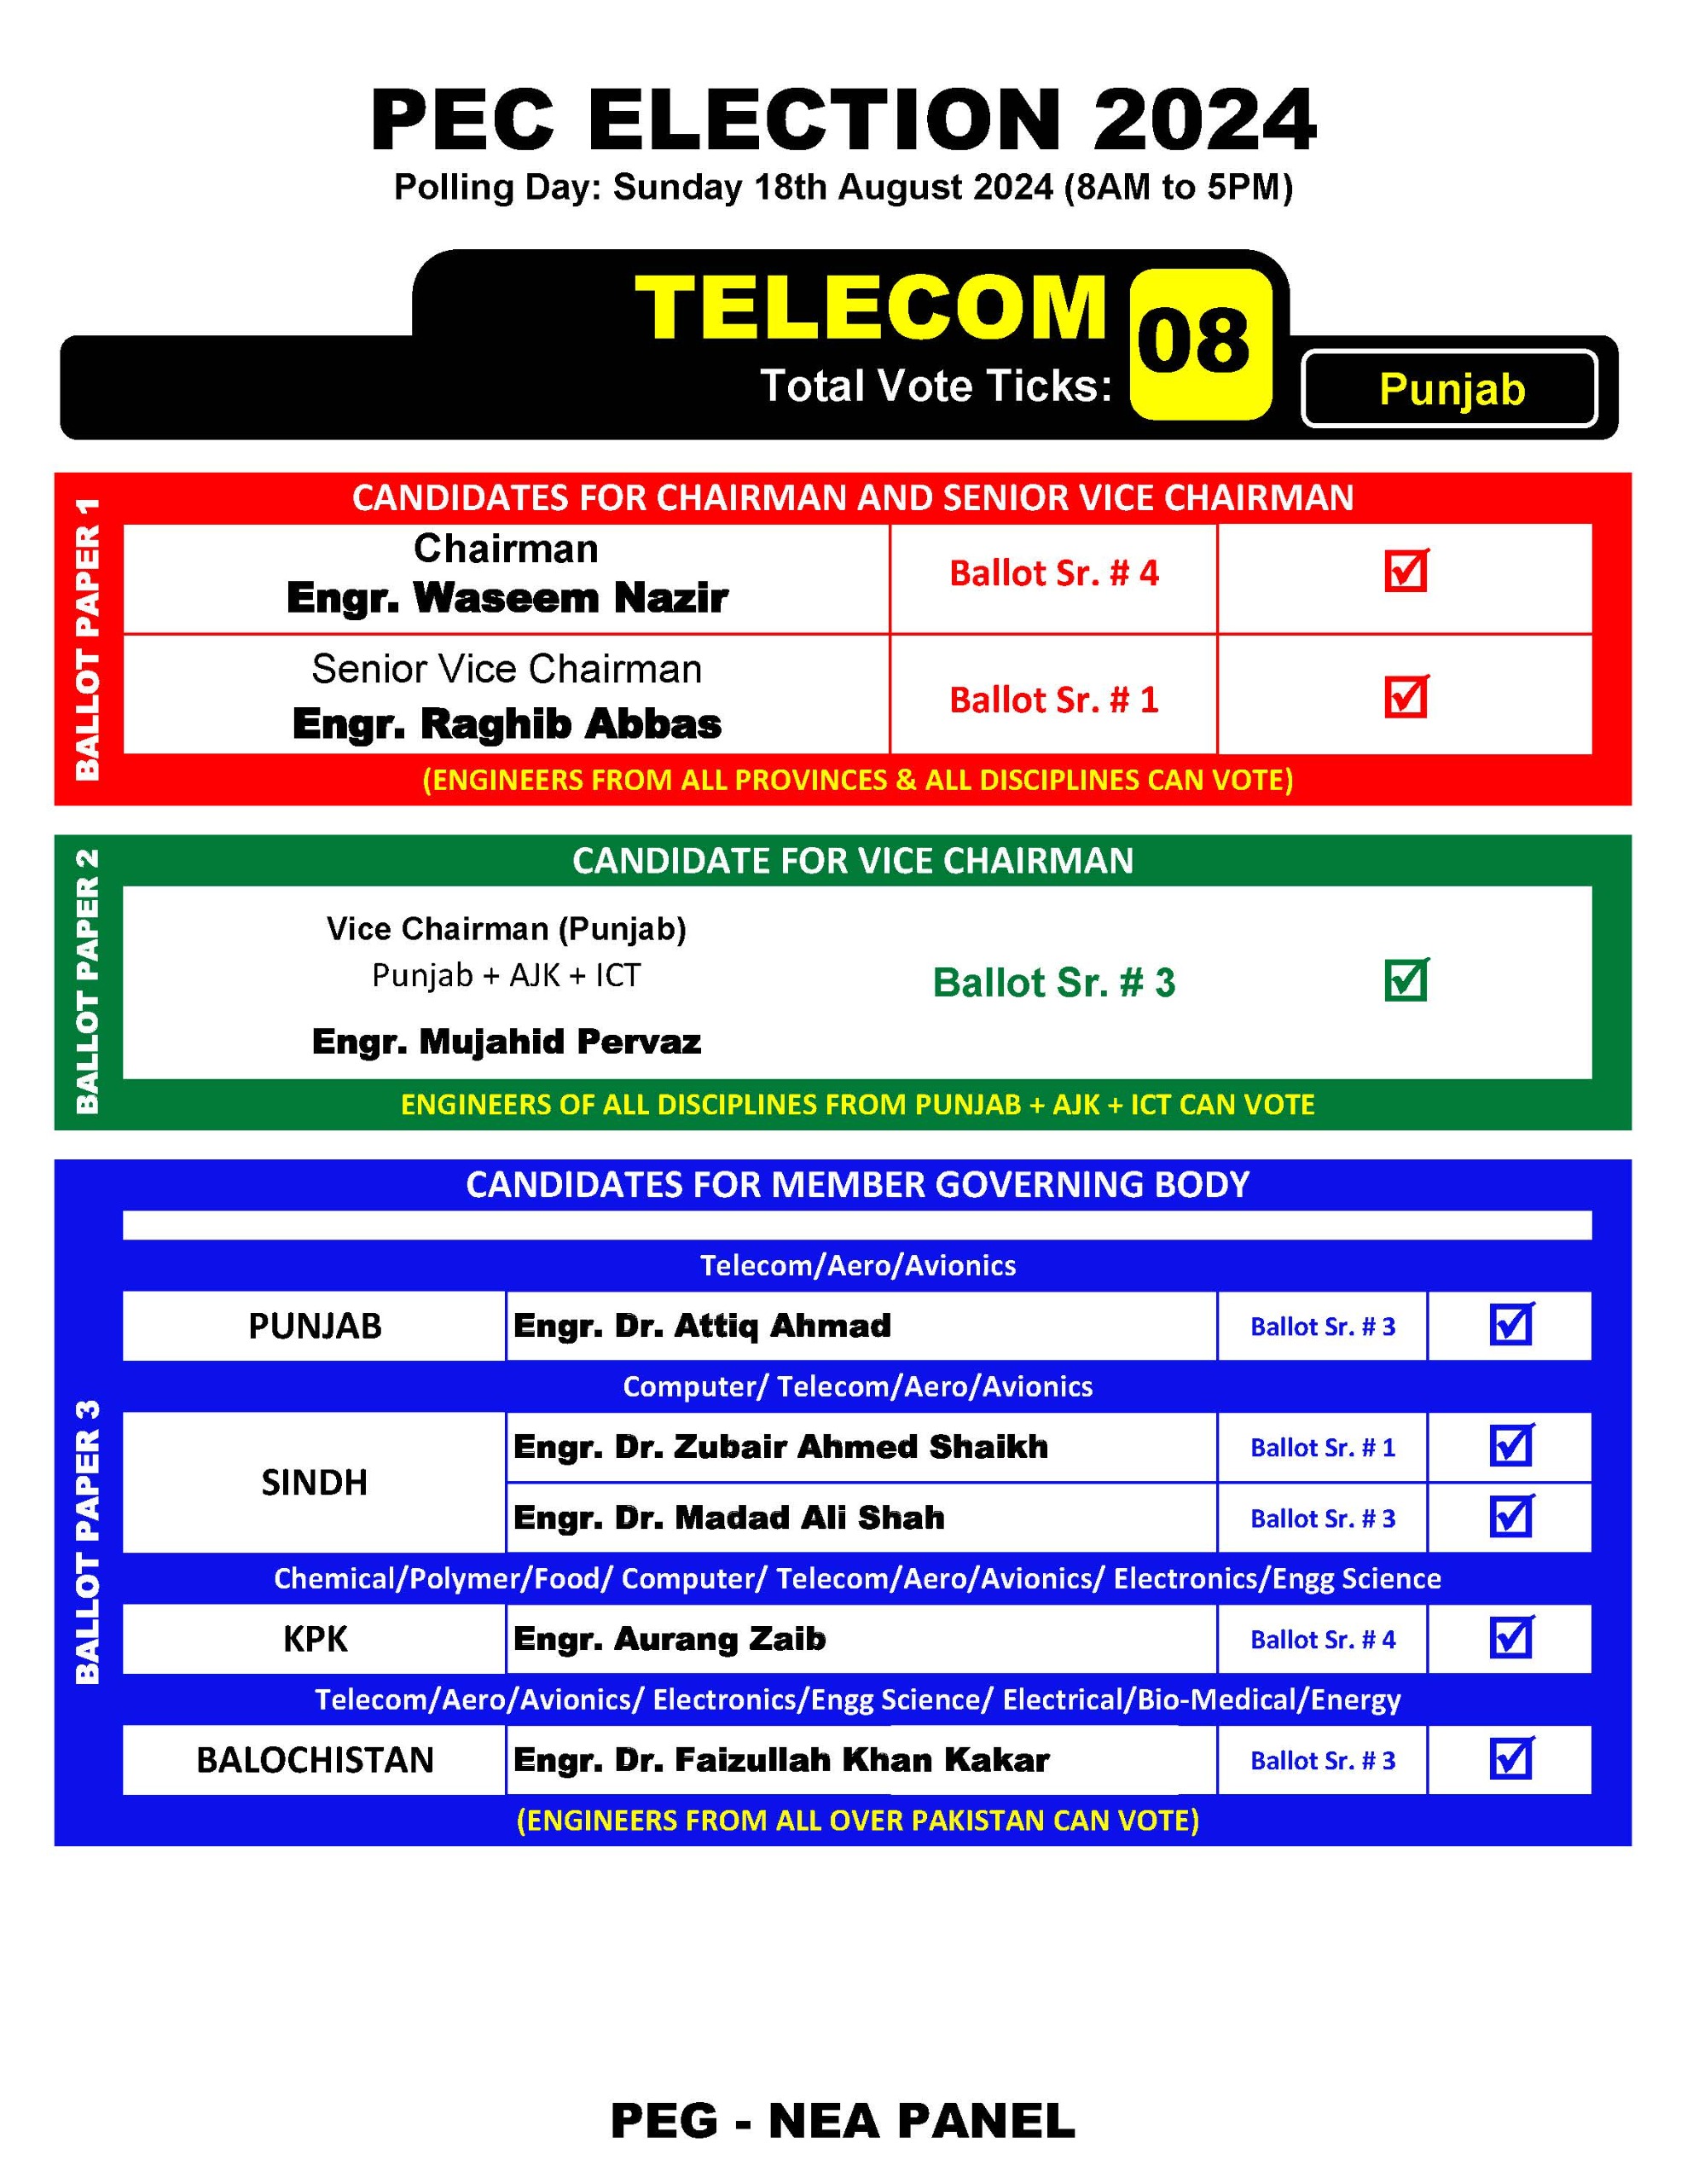 PEC ELECTION 2024
Polling Day: Sunday 18th August 2024 (8AM to 5PM)
TELECOM
Total Vote Ticks:
08
Punjab
BALLOT PAPER 1
CANDIDATES FOR CHAIRMAN AND SENIOR VICE CHAIRMAN
Chairman
Engr. Waseem Nazir
Ballot Sr. # 4
Senior Vice Chairman
Engr. Raghib Abbas
Ballot Sr. # 1
(ENGINEERS FROM ALL PROVINCES & ALL DISCIPLINES CAN VOTE)
BALLOT PAPER 2
CANDIDATE FOR VICE CHAIRMAN
Vice Chairman (Punjab)
Punjab + AJK + ICT
Engr. Mujahid Pervaz
Ballot Sr. # 3
ENGINEERS OF ALL DISCIPLINES FROM PUNJAB + AJK + ICT CAN VOTE
BALLOT PAPER 3
CANDIDATES FOR MEMBER GOVERNING BODY
Telecom/Aero/Avionics
PUNJAB
Engr. Dr. Attiq Ahmad
Ballot Sr. # 3
Computer/ Telecom/Aero/Avionics
SINDH
Engr. Dr. Zubair Ahmed Shaikh
Ballot Sr. # 1
Engr. Dr. Madad Ali Shah
Ballot Sr. # 3
Chemical/Polymer/Food/ Computer/ Telecom/Aero/Avionics/ Electronics/Engg Science
KPK
Engr. Aurang Zaib
Ballot Sr. # 4
Telecom/Aero/Avionics/ Electronics/Engg Science/ Electrical/Bio-Medical/Energy
BALOCHISTAN
Engr. Dr. Faizullah Khan Kakar
Ballot Sr. # 3
(ENGINEERS FROM ALL OVER PAKISTAN CAN VOTE)
PEG - NEA PANEL